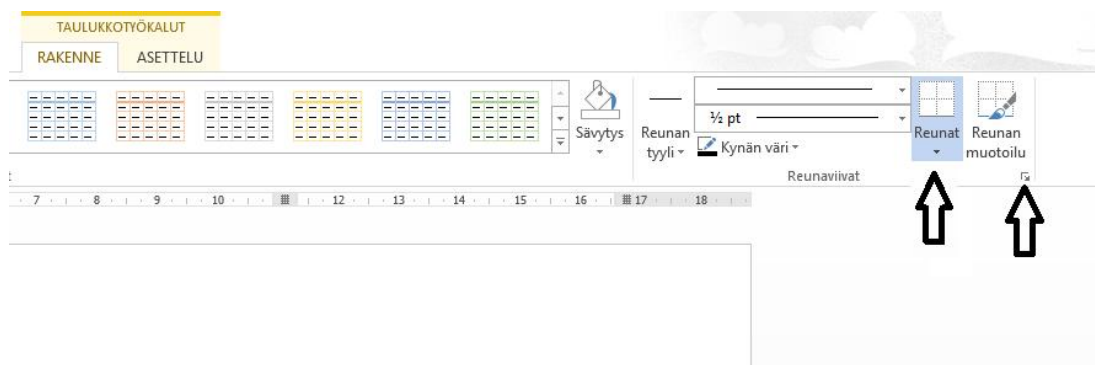 TAULUKKOTYÖKALUT
RAKENNE ASETTELU
Sävytys
Reunan
tyyli
½ pt
Kynän väri
Reunat
Reunan
muotoilu
Reunaviivat
7 8 9 10 12 13 14 15 16 17 18